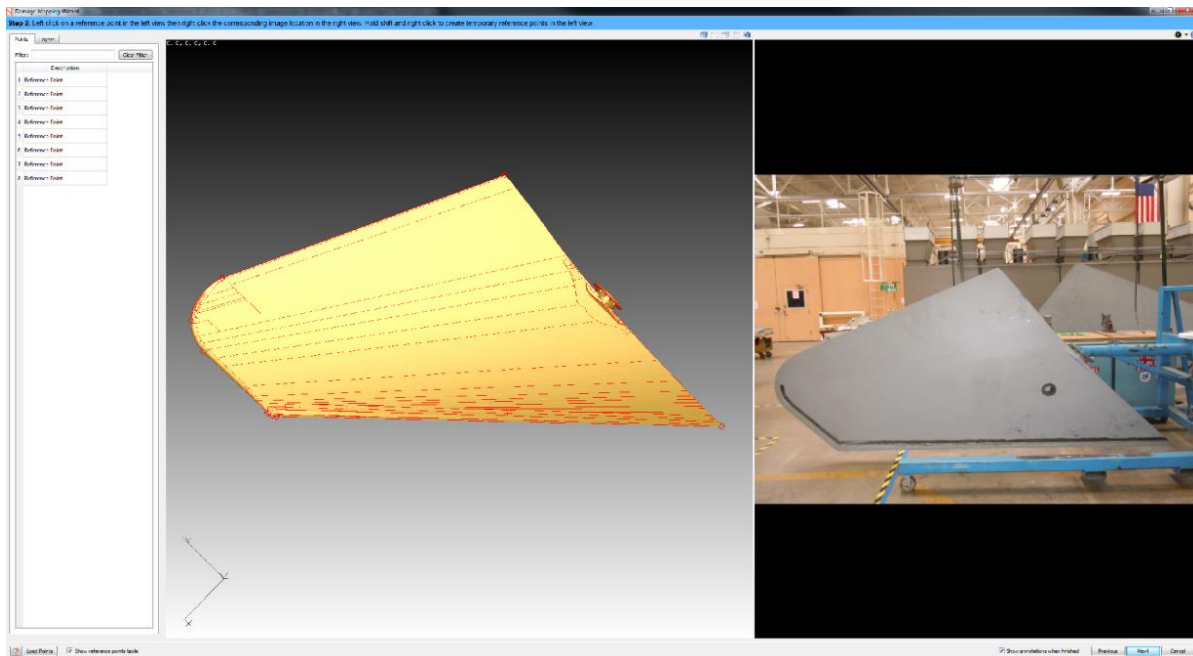 Damage Mapping Wizard
Step 2: Left click on a reference point in the left view then right click the corresponding image location in the right view. Hold shift and right click to create temporary reference points in the left view
Points Layers
Filter: Clear Filter
Description
1 Reference Point
2 Reference Point
3 Reference Point
4 Reference Point
5 Reference Point
6 Reference Point
7 Reference Point
8 Reference Point
X
Load Points Show reference points table Show annotations when finished Previous Next Cancel